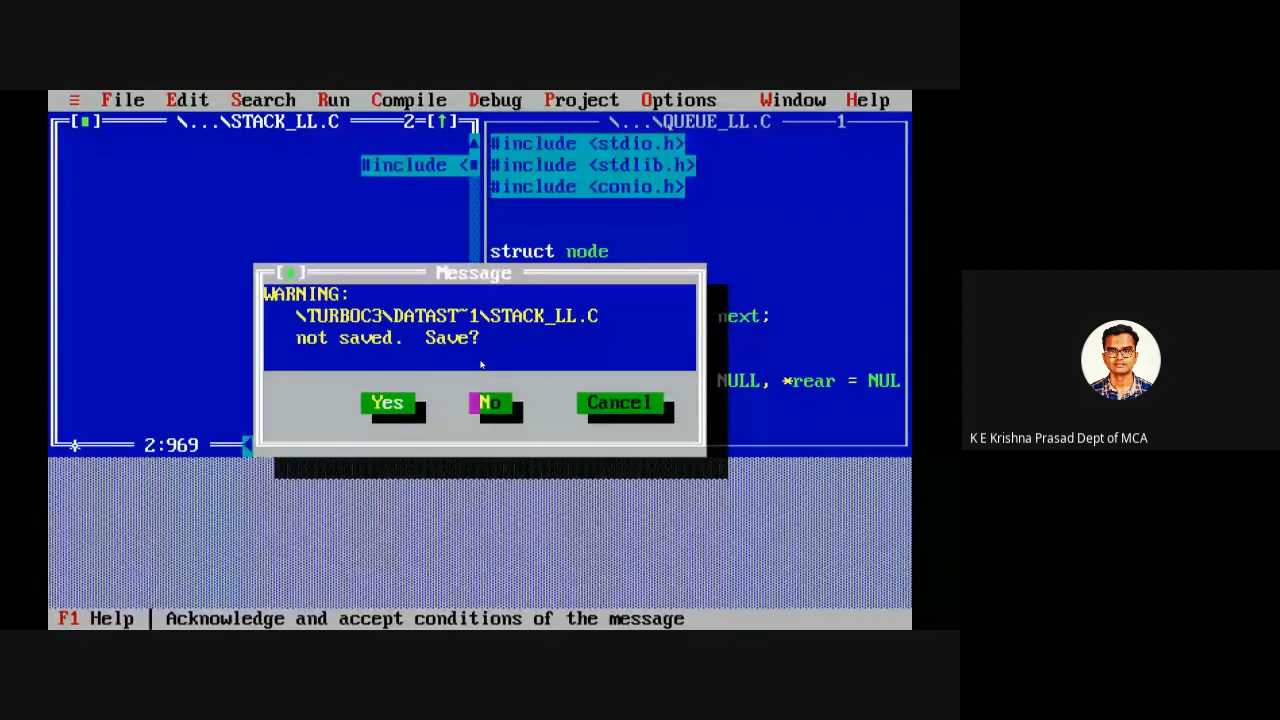 ≡ File Edit Search Run Compile Debug Project Options Window Help
\...\STACK_LL.C 2=[↑]
#include <
2:969
\...\QUEUE_LL.C 1
#include <stdio.h>
#include <stdlib.h>
#include <conio.h>
struct node
next;
NULL, *rear = NUL
Message
WARNING:
\TURBOC3\DATAST~1\STACK_LL.C
not saved. Save?
Yes No Cancel
F1 Help | Acknowledge and accept conditions of the message
K E Krishna Prasad Dept of MCA